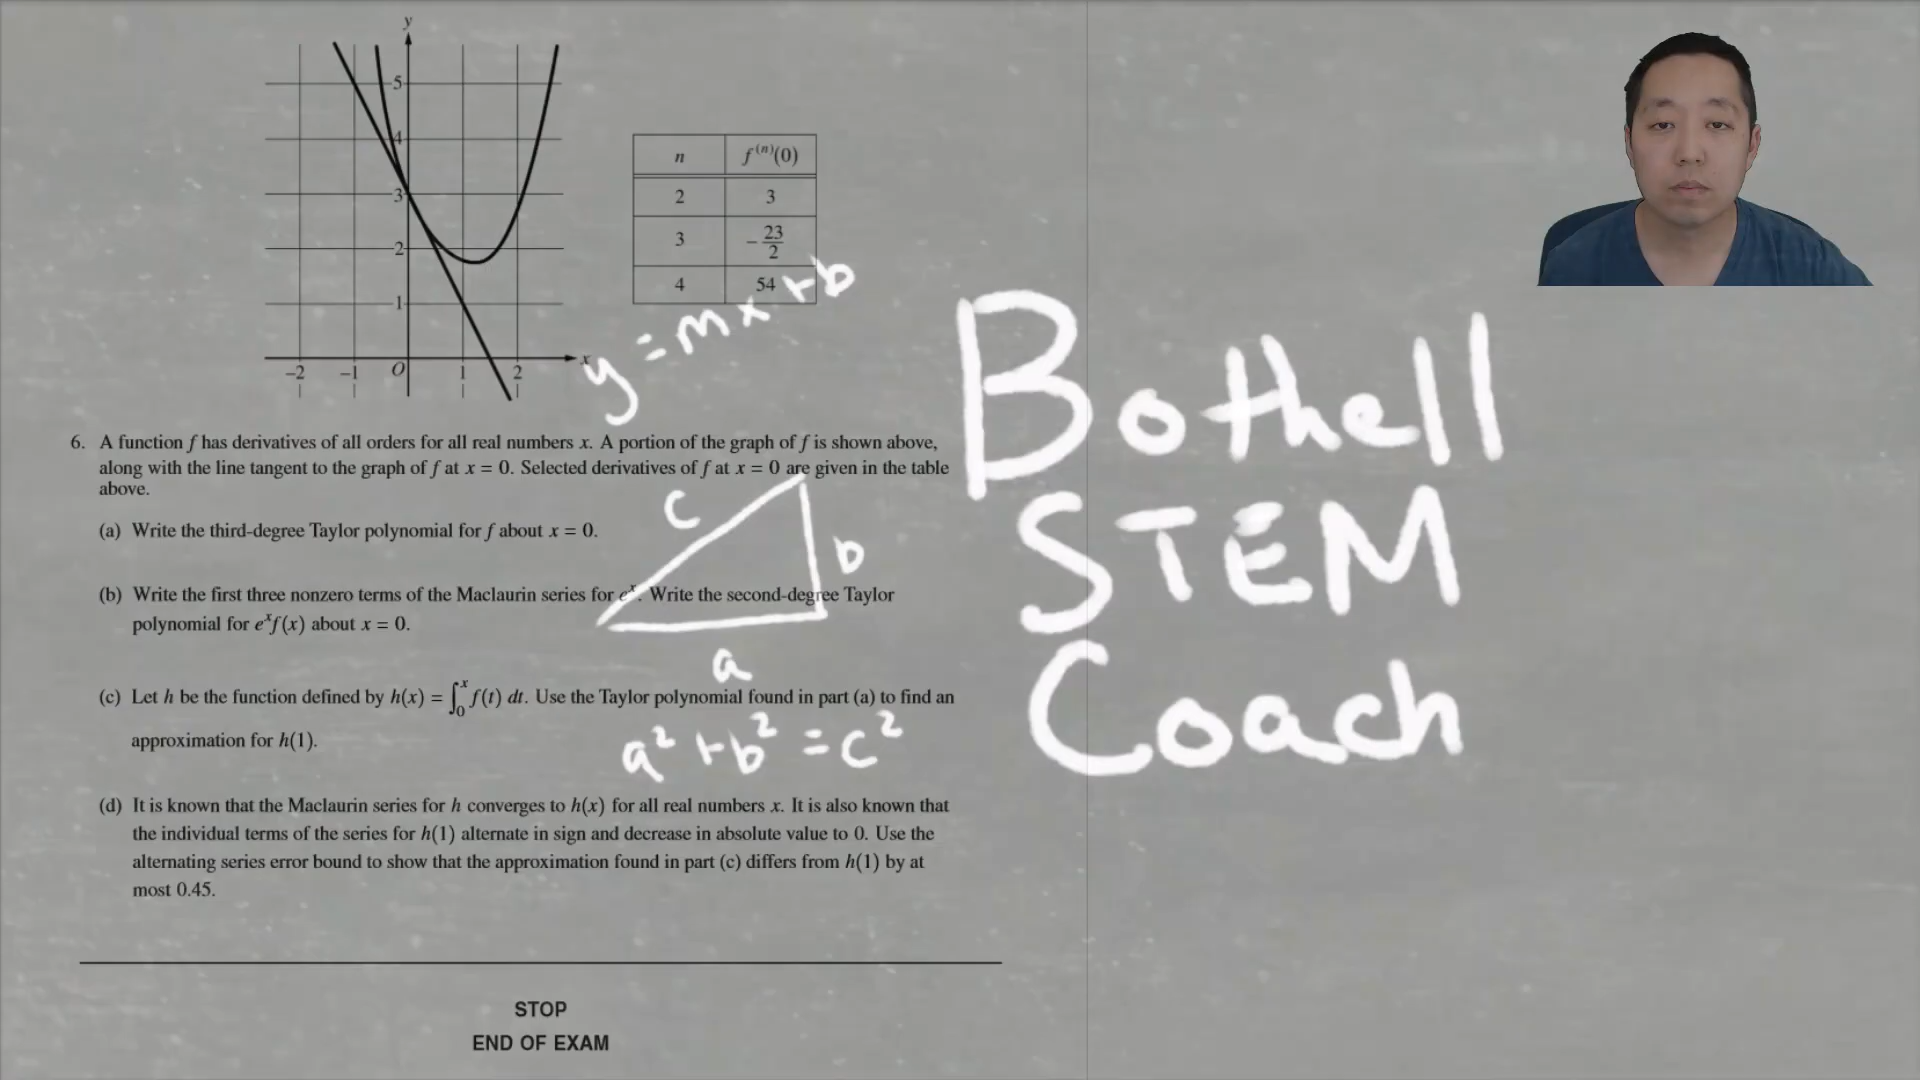 y
5
4
3
2
1
-2 -1 O 1 2 x
n f^(n)(0)
2 3
3 -23/2
4 54
y = mx + b
6. A function f has derivatives of all orders for all real numbers x. A portion of the graph of f is shown above,
along with the line tangent to the graph of f at x = 0. Selected derivatives of f at x = 0 are given in the table
above.
(a) Write the third-degree Taylor polynomial for f about x = 0.
(b) Write the first three nonzero terms of the Maclaurin series for e^x. Write the second-degree Taylor
polynomial for e^x f(x) about x = 0.
(c) Let h be the function defined by h(x) = ∫_0^x f(t) dt. Use the Taylor polynomial found in part (a) to find an
approximation for h(1).
(d) It is known that the Maclaurin series for h converges to h(x) for all real numbers x. It is also known that
the individual terms of the series for h(1) alternate in sign and decrease in absolute value to 0. Use the
alternating series error bound to show that the approximation found in part (c) differs from h(1) by at
most 0.45.
STOP
END OF EXAM
c
b
a
a² + b² = c²
Bothell
STEM
Coach